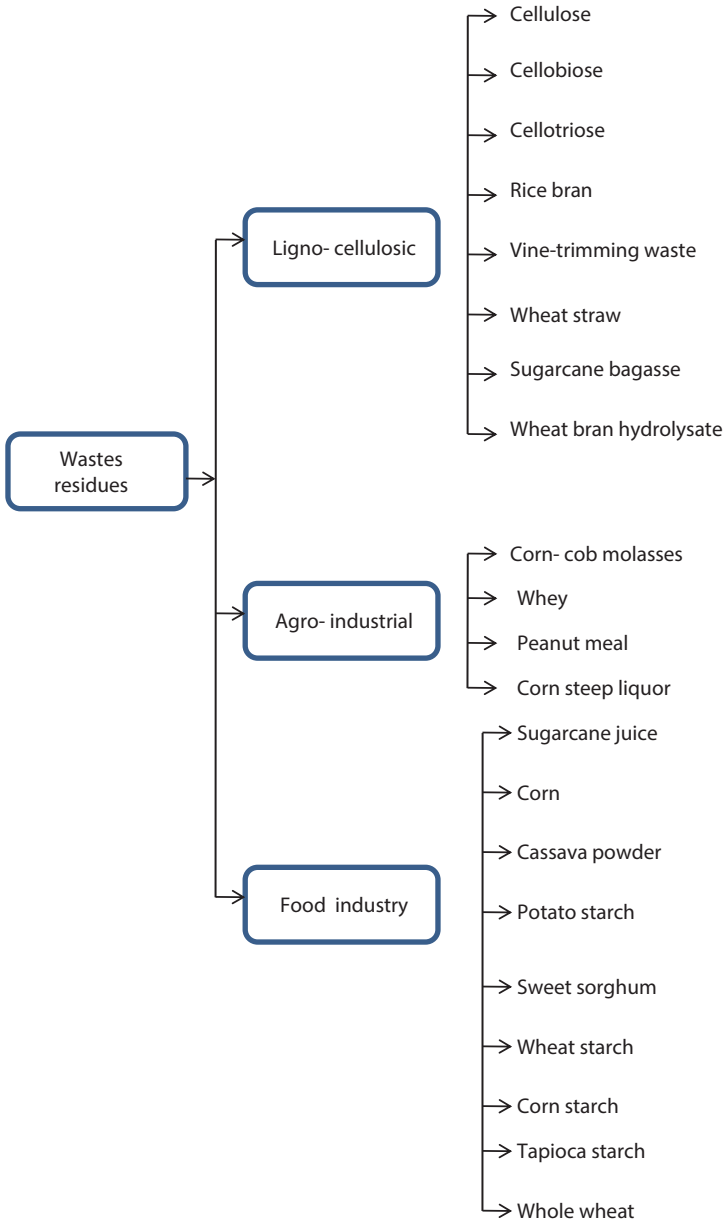 Wastes
residues
Ligno- cellulosic
Cellulose
Cellobiose
Cellotriose
Rice bran
Vine-trimming waste
Wheat straw
Sugarcane bagasse
Wheat bran hydrolysate
Agro- industrial
Corn- cob molasses
Whey
Peanut meal
Corn steep liquor
Food industry
Sugarcane juice
Corn
Cassava powder
Potato starch
Sweet sorghum
Wheat starch
Corn starch
Tapioca starch
Whole wheat